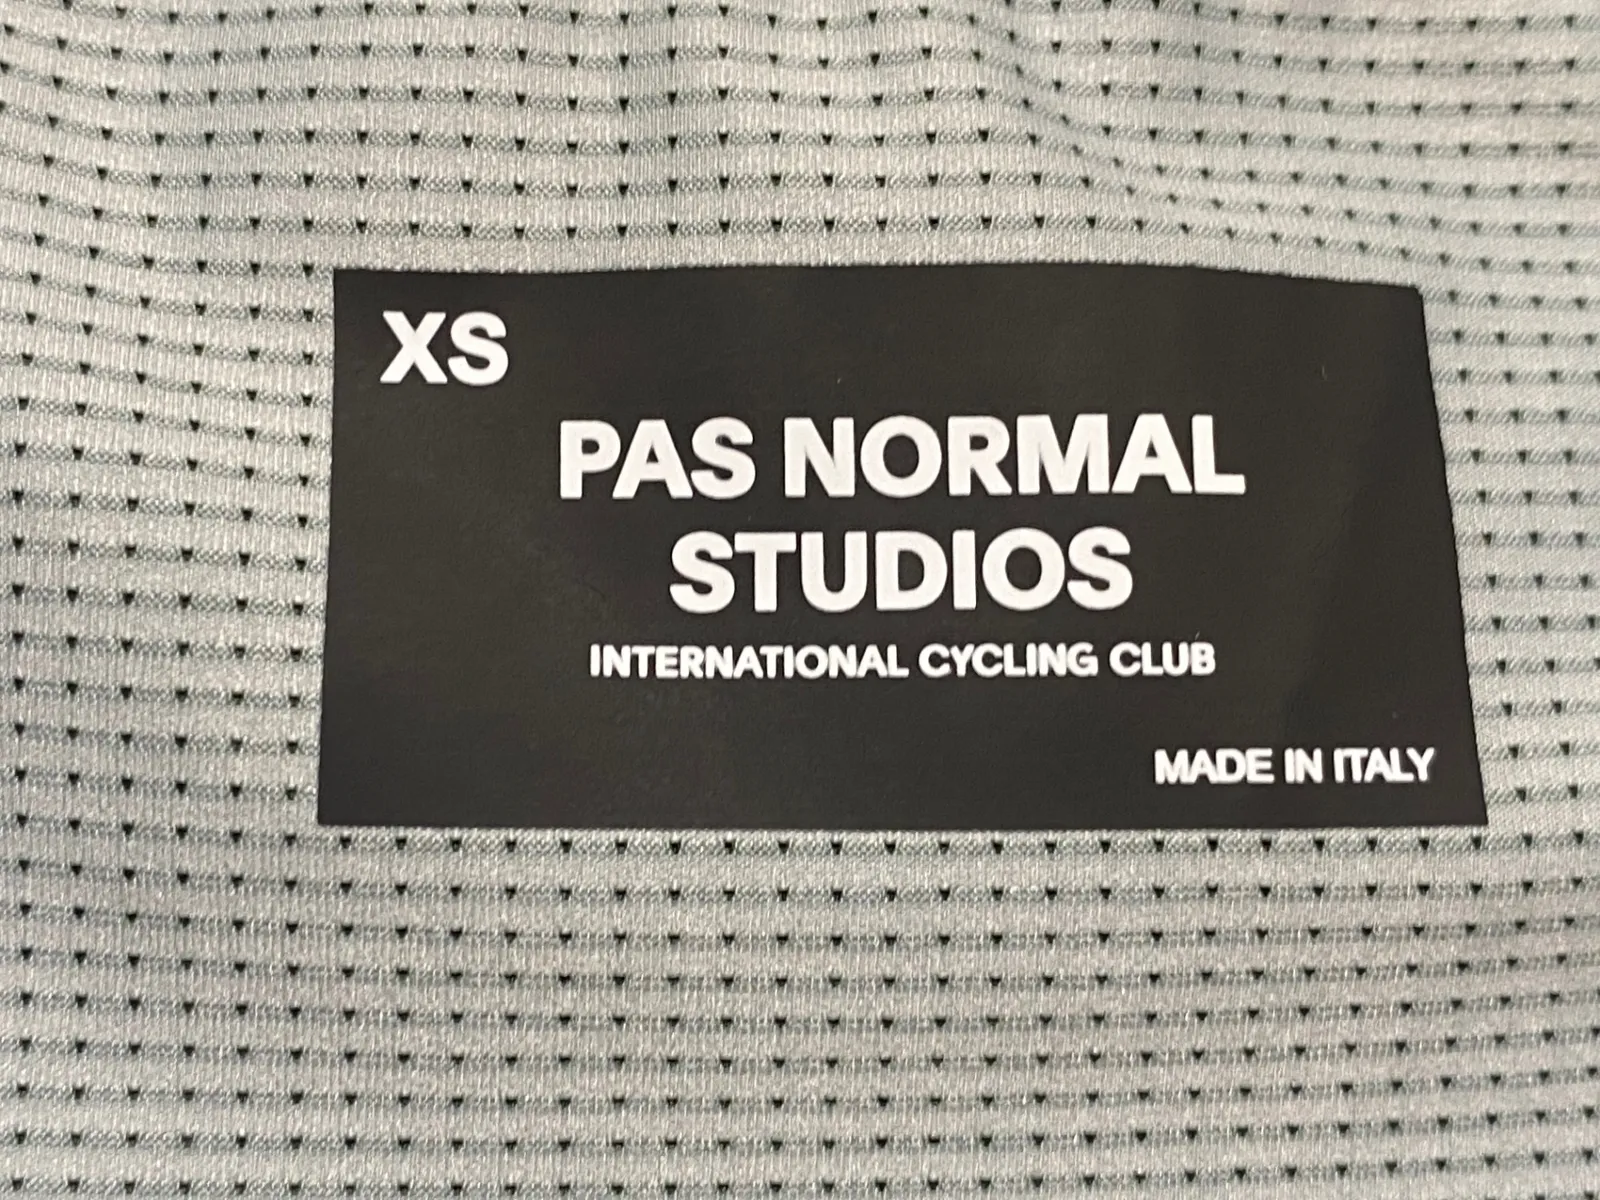 XS
PAS NORMAL
STUDIOS
INTERNATIONAL CYCLING CLUB
MADE IN ITALY